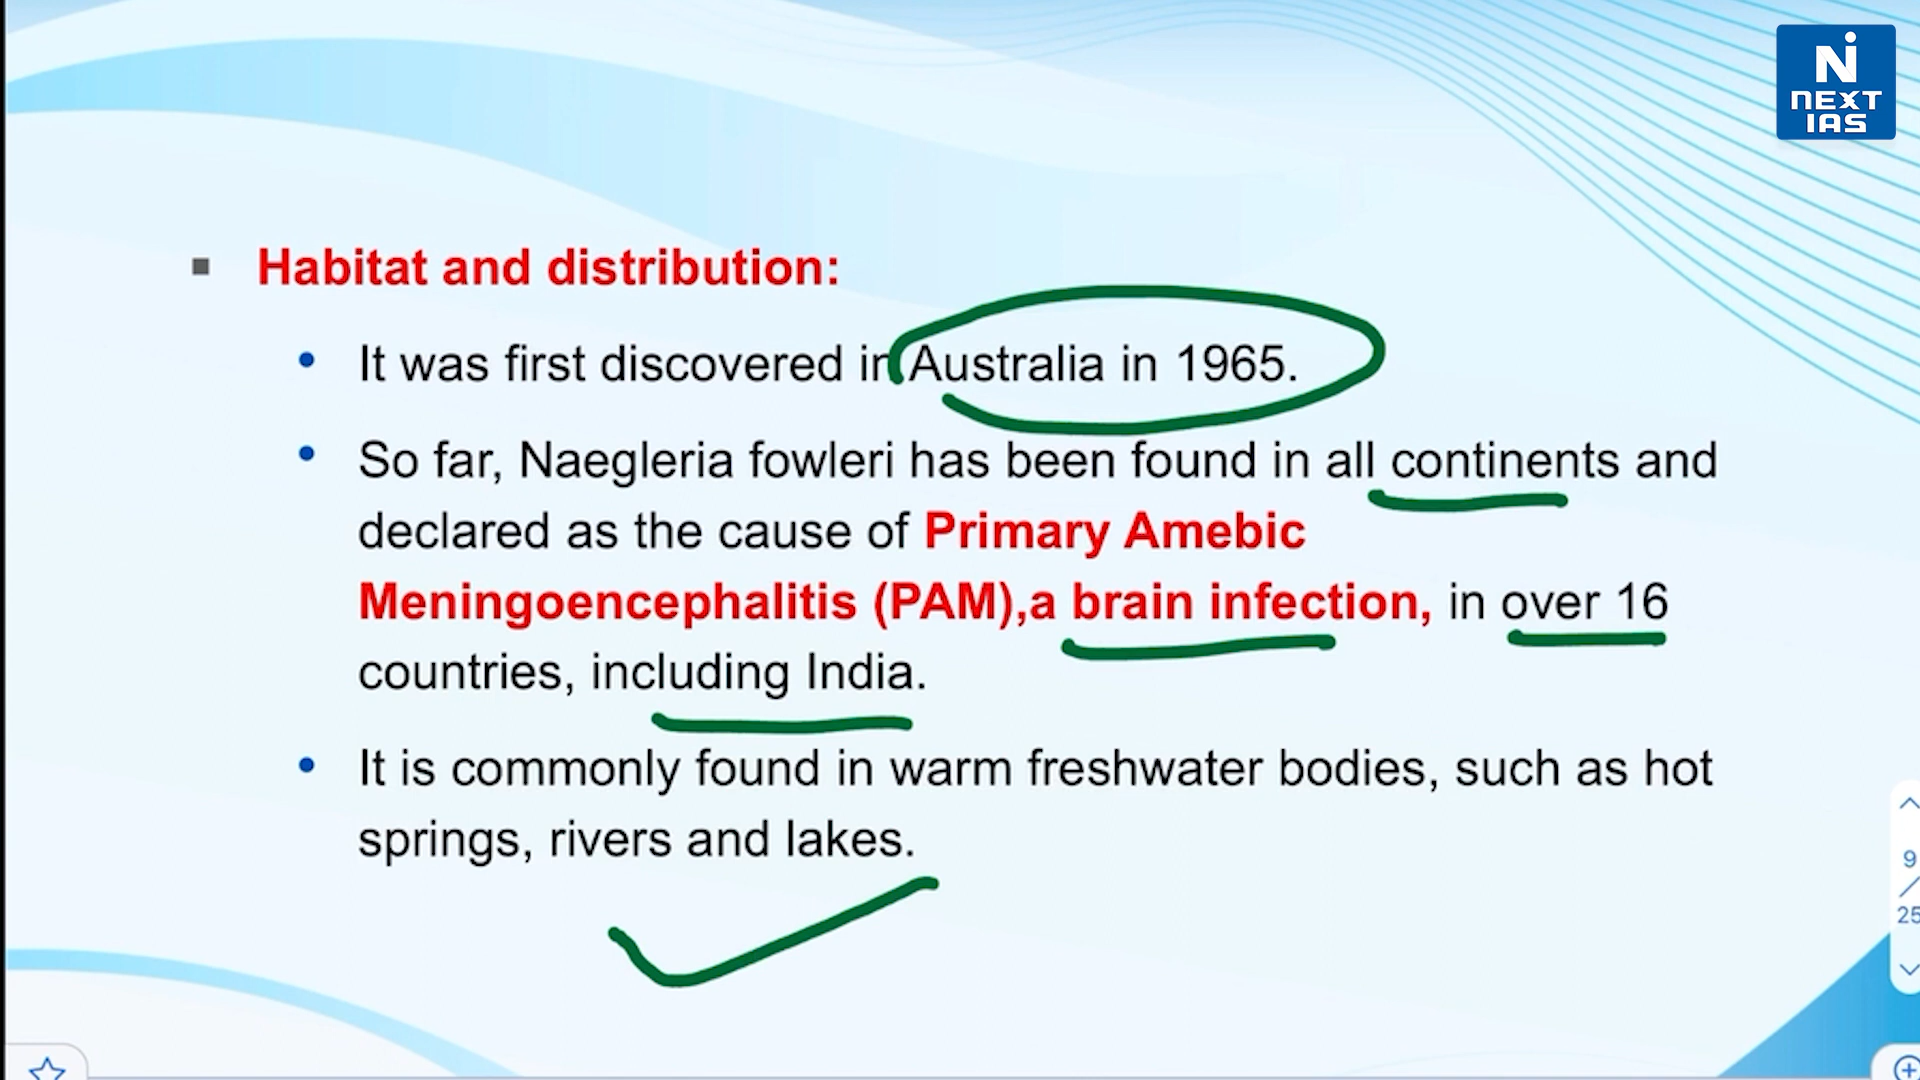 NEXT
IAS
Habitat and distribution:
It was first discovered in Australia in 1965.
So far, Naegleria fowleri has been found in all continents and
declared as the cause of Primary Amebic
Meningoencephalitis (PAM),a brain infection, in over 16
countries, including India.
It is commonly found in warm freshwater bodies, such as hot
springs, rivers and lakes.
9
/
25